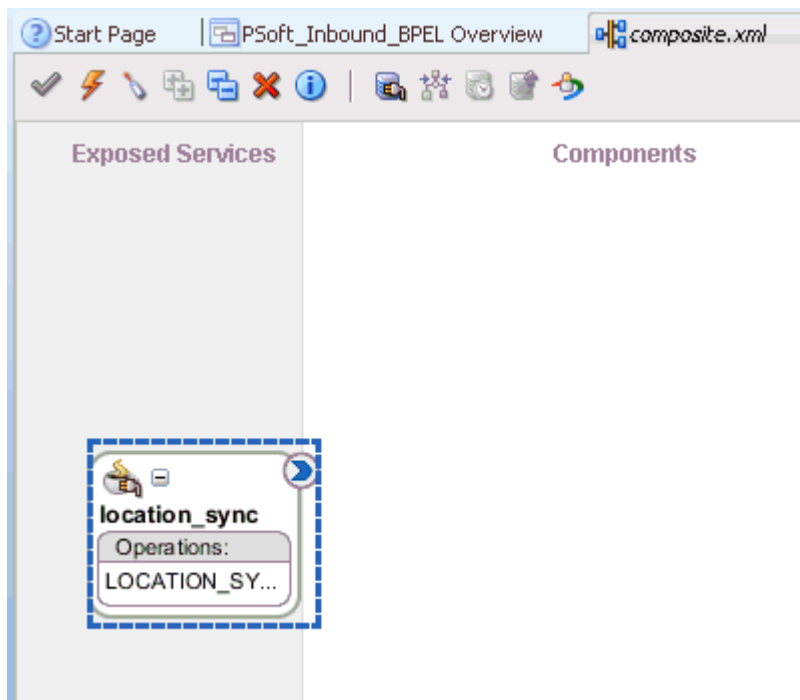 Start Page
PSoft_Inbound_BPEL Overview
composite.xml
Exposed Services
Components
location_sync
Operations:
LOCATION_SY...